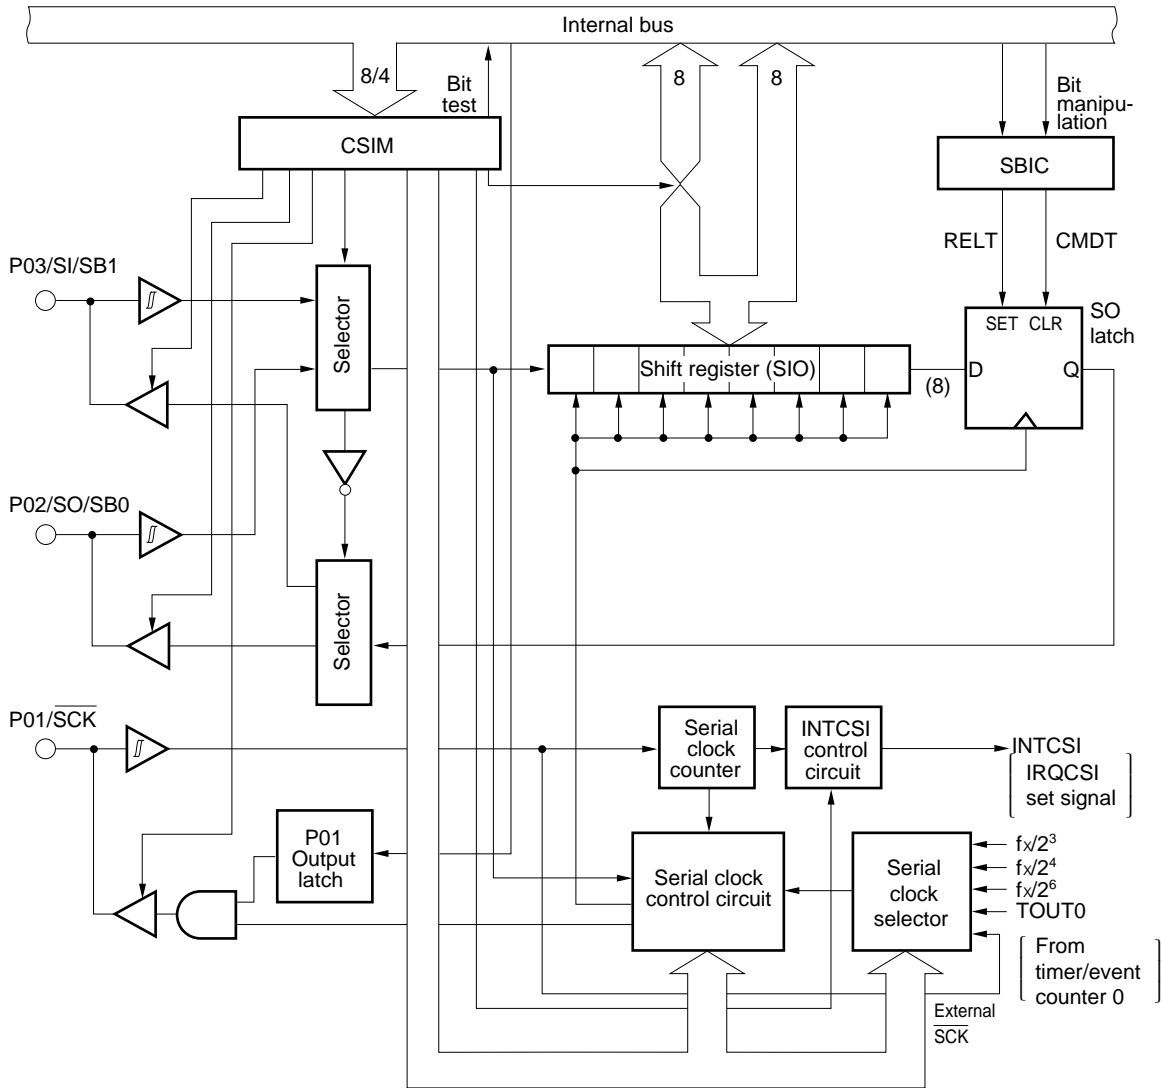 Internal bus
8/4
Bit
test
8
8
Bit
manipu-
lation
CSIM
SBIC
RELT
CMDT
P03/SI/SB1
Selector
SET CLR
SO
latch
Shift register (SIO)
D
Q
(8)
P02/SO/SB0
Selector
P01/S̅C̅K̅
Serial
clock
counter
INTCSI
control
circuit
INTCSI
IRQCSI
set signal
P01
Output
latch
Serial clock
control circuit
Serial
clock
selector
fx/2³
fx/2⁴
fx/2⁶
TOUT0
From
timer/event
counter 0
External
S̅C̅K̅